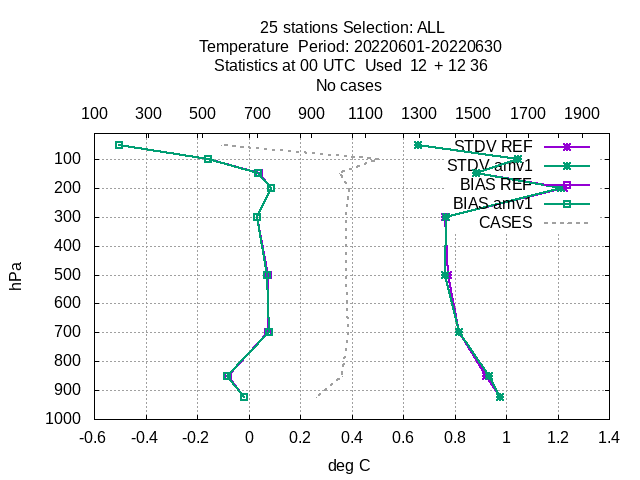 25 stations Selection: ALL
Temperature  Period: 20220601-20220630
Statistics at 00 UTC  Used  12  + 12 36
No cases
100 300 500 700 900 1100 1300 1500 1700 1900
STDV REF
STDV amv1
BIAS REF
BIAS amv1
CASES
hPa
100
200
300
400
500
600
700
800
900
1000
-0.6 -0.4 -0.2 0 0.2 0.4 0.6 0.8 1 1.2 1.4
deg C